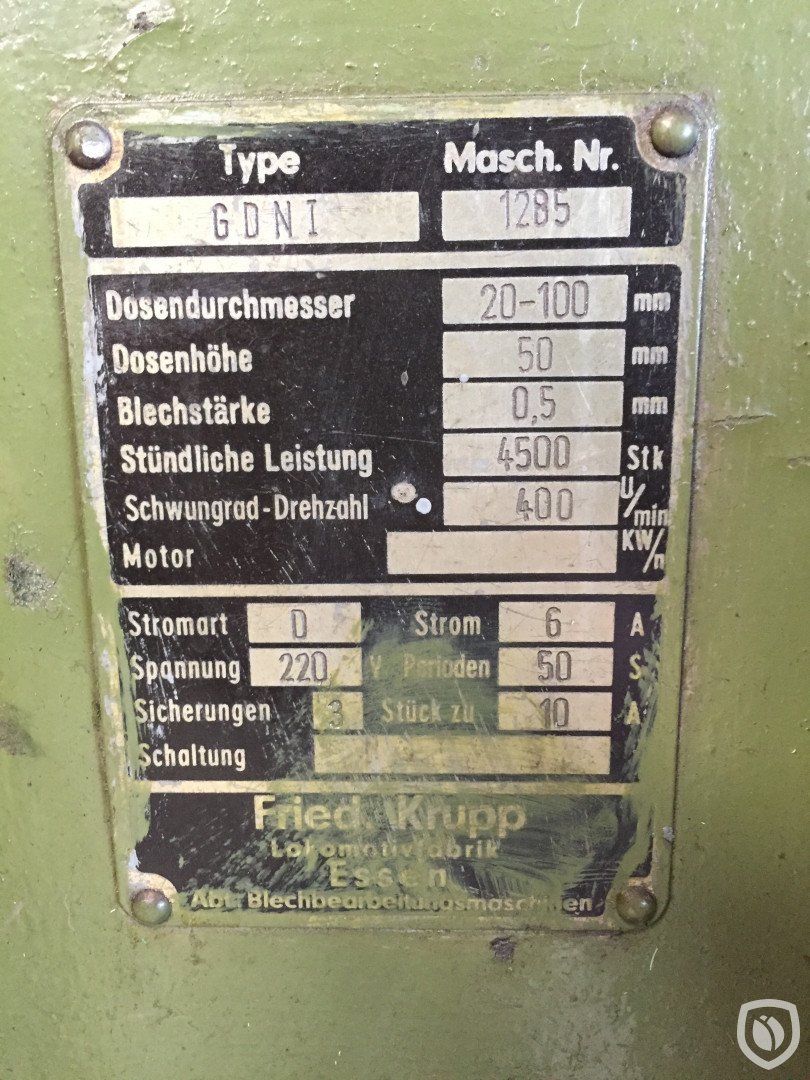 Type Masch. Nr.
GDNI 1285
Dosendurchmesser 20-100 mm
Dosenhöhe 50 mm
Blechstärke 0,5 mm
Stündliche Leistung 4500 Stk
Schwungrad-Drehzahl 400 U/min
Motor KW/n
Stromart D Strom 6 A
Spannung 220 V Perioden 50 S
Sicherungen 3 Stück zu 10 A
Schaltung
Fried. Krupp
Lokomotivfabrik
Essen
Abt. Blechbearbeitungsmaschinen